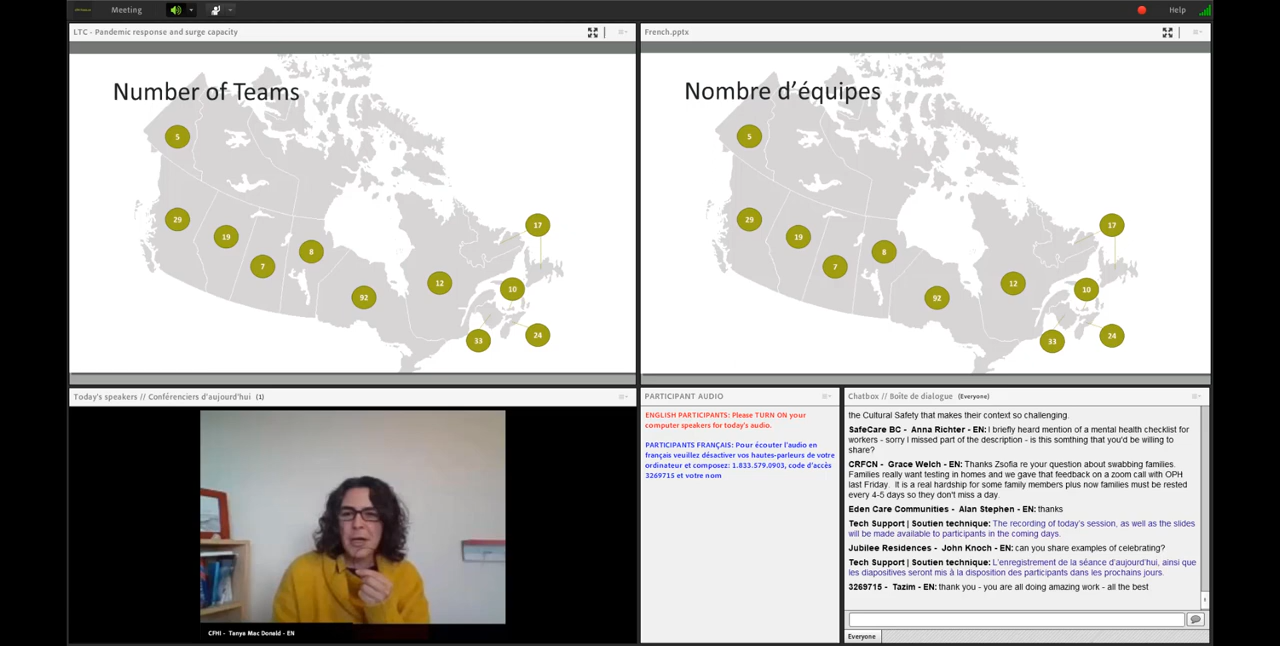 Meeting
Help
LTC - Pandemic response and surge capacity
Number of Teams
5
29
19
7
8
92
12
17
10
33
24
French.pptx
Nombre d'équipes
5
29
19
7
8
92
12
17
10
33
24
Today's speakers // Conférenciers d'aujourd'hui (1)
CFHI - Tanya Mac Donald - EN
PARTICIPANT AUDIO
ENGLISH PARTICIPANTS: Please TURN ON your
computer speakers for today's audio.
PARTICIPANTS FRANÇAIS: Pour écouter l'audio en
français veuillez désactiver vos hautes-parleurs de votre
ordinateur et composez: 1.833.579.0903, code d'accès
3269715 et votre nom
Chatbox // Boîte de dialogue (Everyone)
the Cultural Safety that makes their context so challenging.
SafeCare BC - Anna Richter - EN: I briefly heard mention of a mental health checklist for
workers - sorry I missed part of the description - is this somthing that you'd be willing to
share?
CRFCN - Grace Welch - EN: Thanks Zsofia re your question about swabbing families.
Families really want testing in homes and we gave that feedback on a zoom call with OPH
last Friday. It is a real hardship for some family members plus now families must be rested
every 4-5 days so they don't miss a day.
Eden Care Communities - Alan Stephen - EN: thanks
Tech Support | Soutien technique: The recording of today's session, as well as the slides
will be made available to participants in the coming days.
Jubilee Residences - John Knoch - EN: can you share examples of celebrating?
Tech Support | Soutien technique: L'enregistrement de la séance d'aujourd'hui, ainsi que
les diapositives seront mis à la disposition des participants dans les prochains jours.
3269715 - Tazim - EN: thank you - you are all doing amazing work - all the best
Everyone